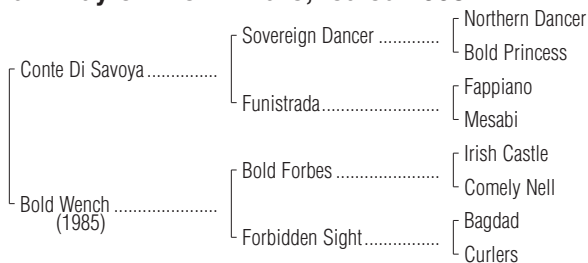 Northern Dancer
Sovereign Dancer ............
Bold Princess
Conte Di Savoya ..............
Fappiano
Funistrada........................
Mesabi
Irish Castle
Bold Forbes .....................
Comely Nell
Bold Wench .....................
(1985)
Bagdad
Forbidden Sight...............
Curlers